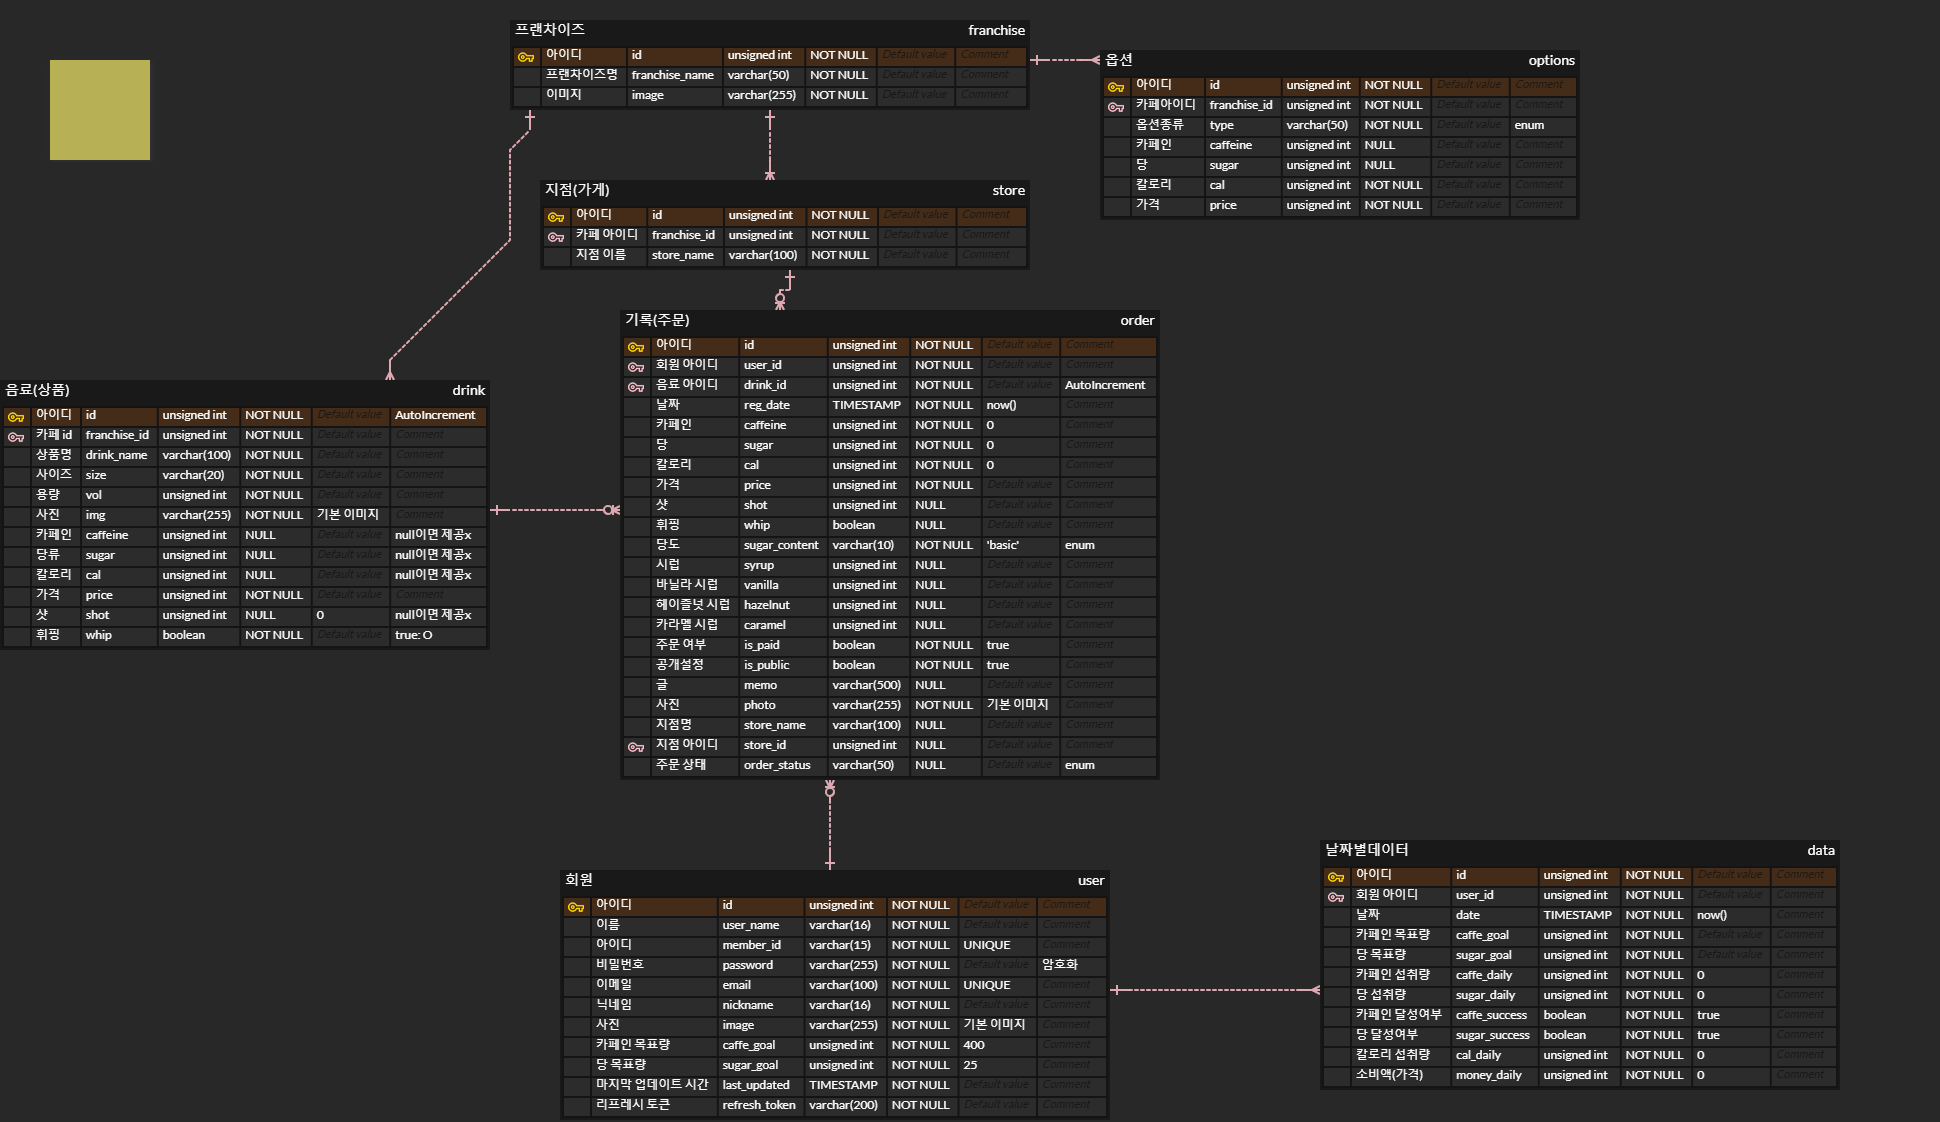 프랜차이즈 franchise
아이디 id unsigned int NOT NULL Default value Comment
프랜차이즈명 franchise_name varchar(50) NOT NULL Default value Comment
이미지 image varchar(255) NOT NULL Default value Comment
옵션 options
아이디 id unsigned int NOT NULL Default value Comment
카페아이디 franchise_id unsigned int NOT NULL Default value Comment
옵션종류 type varchar(50) NOT NULL Default value enum
카페인 caffeine unsigned int NULL Default value Comment
당 sugar unsigned int NULL Default value Comment
칼로리 cal unsigned int NOT NULL Default value Comment
가격 price unsigned int NOT NULL Default value Comment
지점(가게) store
아이디 id unsigned int NOT NULL Default value Comment
카페 아이디 franchise_id unsigned int NOT NULL Default value Comment
지점 이름 store_name varchar(100) NOT NULL Default value Comment
기록(주문) order
아이디 id unsigned int NOT NULL Default value Comment
회원 아이디 user_id unsigned int NOT NULL Default value Comment
음료 아이디 drink_id unsigned int NOT NULL Default value AutoIncrement
날짜 reg_date TIMESTAMP NOT NULL now() Comment
카페인 caffeine unsigned int NOT NULL 0 Comment
당 sugar unsigned int NOT NULL 0 Comment
칼로리 cal unsigned int NOT NULL 0 Comment
가격 price unsigned int NOT NULL Default value Comment
샷 shot unsigned int NULL Default value Comment
휘핑 whip boolean NULL Default value Comment
당도 sugar_content varchar(10) NOT NULL 'basic' enum
시럽 syrup unsigned int NULL Default value Comment
바닐라 시럽 vanilla unsigned int NULL Default value Comment
헤이즐넛 시럽 hazelnut unsigned int NULL Default value Comment
카라멜 시럽 caramel unsigned int NULL Default value Comment
주문 여부 is_paid boolean NOT NULL true Comment
공개설정 is_public boolean NOT NULL true Comment
글 memo varchar(500) NULL Default value Comment
사진 photo varchar(255) NOT NULL 기본 이미지 Comment
지점명 store_name varchar(100) NULL Default value Comment
지점 아이디 store_id unsigned int NULL Default value Comment
주문 상태 order_status varchar(50) NULL Default value enum
음료(상품) drink
아이디 id unsigned int NOT NULL Default value AutoIncrement
카페 id franchise_id unsigned int NOT NULL Default value Comment
상품명 drink_name varchar(100) NOT NULL Default value Comment
사이즈 size varchar(20) NOT NULL Default value Comment
용량 vol unsigned int NOT NULL Default value Comment
사진 img varchar(255) NOT NULL 기본 이미지 Comment
카페인 caffeine unsigned int NULL Default value null이면 제공x
당류 sugar unsigned int NULL Default value null이면 제공x
칼로리 cal unsigned int NULL Default value null이면 제공x
가격 price unsigned int NOT NULL Default value Comment
샷 shot unsigned int NULL 0 null이면 제공x
휘핑 whip boolean NOT NULL Default value true: O
회원 user
아이디 id unsigned int NOT NULL Default value Comment
이름 user_name varchar(16) NOT NULL Default value Comment
아이디 member_id varchar(15) NOT NULL UNIQUE Comment
비밀번호 password varchar(255) NOT NULL Default value 암호화
이메일 email varchar(100) NOT NULL UNIQUE Comment
닉네임 nickname varchar(16) NOT NULL Default value Comment
사진 image varchar(255) NOT NULL 기본 이미지 Comment
카페인 목표량 caffe_goal unsigned int NOT NULL 400 Comment
당 목표량 sugar_goal unsigned int NOT NULL 25 Comment
마지막 업데이트 시간 last_updated TIMESTAMP NOT NULL Default value Comment
리프레시 토큰 refresh_token varchar(200) NOT NULL Default value Comment
날짜별데이터 data
아이디 id unsigned int NOT NULL Default value Comment
회원 아이디 user_id unsigned int NOT NULL Default value Comment
날짜 date TIMESTAMP NOT NULL now() Comment
카페인 목표량 caffe_goal unsigned int NOT NULL Default value Comment
당 목표량 sugar_goal unsigned int NOT NULL Default value Comment
카페인 섭취량 caffe_daily unsigned int NOT NULL 0 Comment
당 섭취량 sugar_daily unsigned int NOT NULL 0 Comment
카페인 달성여부 caffe_success boolean NOT NULL true Comment
당 달성여부 sugar_success boolean NOT NULL true Comment
칼로리 섭취량 cal_daily unsigned int NOT NULL 0 Comment
소비액(가격) money_daily unsigned int NOT NULL 0 Comment